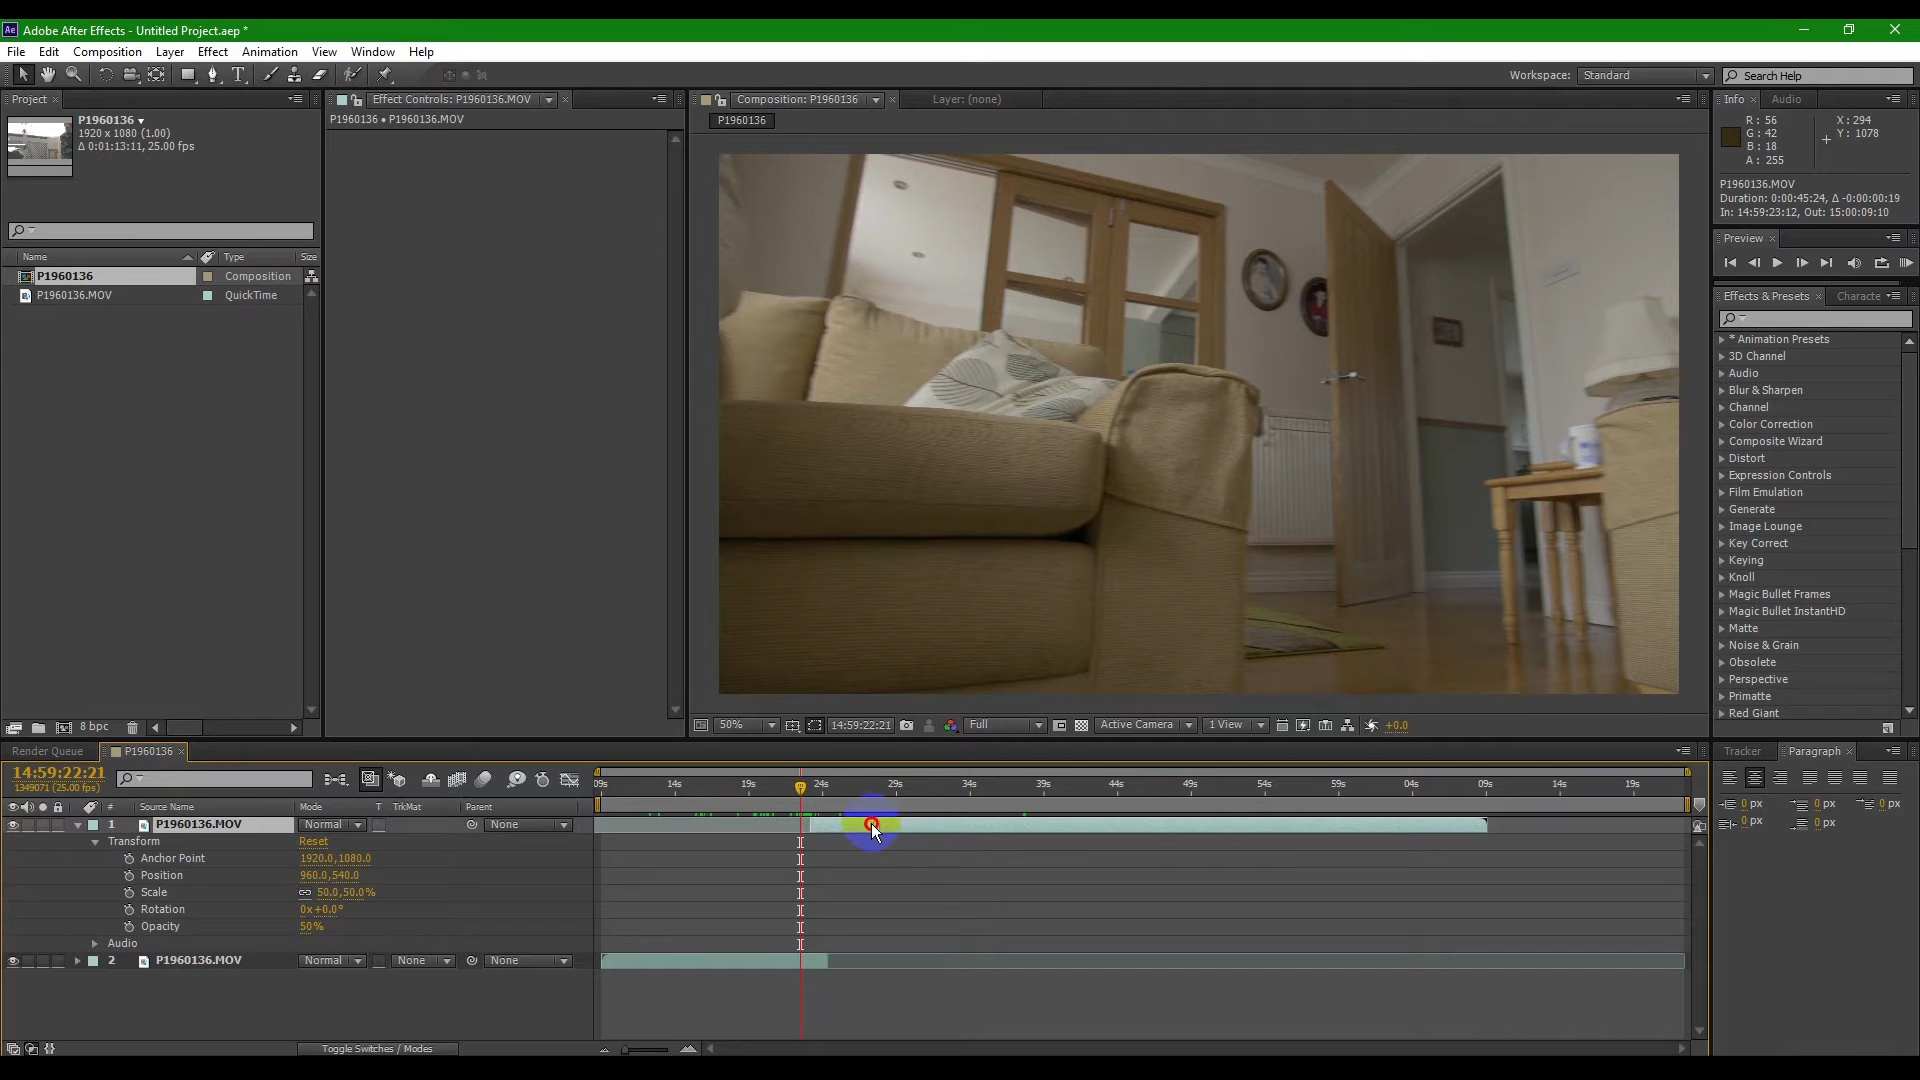 Adobe After Effects - Untitled Project.aep *
File Edit Composition Layer Effect Animation View Window Help
Workspace: Standard Search Help
Project Effect Controls: P1960136.MOV Composition: P1960136 Layer: (none) Info Audio
P1960136
1920 x 1080 (1.00)
Δ 0:01:13:11, 25.00 fps
P1960136 • P1960136.MOV
P1960136
R: 56 X: 294
G: 42 Y: 1078
B: 18
A: 255
P1960136.MOV
Duration: 0:00:45:24, Δ -0:00:00:19
In: 14:59:23:12, Out: 15:00:09:10
Preview
Name Type Size
P1960136 Composition
P1960136.MOV QuickTime
Effects & Presets Characte
* Animation Presets
3D Channel
Audio
Blur & Sharpen
Channel
Color Correction
Composite Wizard
Distort
Expression Controls
Film Emulation
Generate
Image Lounge
Key Correct
Keying
Knoll
Magic Bullet Frames
Magic Bullet InstantHD
Matte
Noise & Grain
Obsolete
Perspective
Primatte
Red Giant
8 bpc
50% 14:59:22:21 Full Active Camera 1 View +0.0
Render Queue P1960136
14:59:22:21
1349071 (25.00 fps)
09s 14s 19s 24s 29s 34s 39s 44s 49s 54s 59s 04s 09s 14s 19s
# Source Name Mode T TrkMat Parent
1 P1960136.MOV Normal None
Transform Reset
Anchor Point 1920.0,1080.0
Position 960.0,540.0
Scale 50.0,50.0%
Rotation 0x+0.0°
Opacity 50%
Audio
2 P1960136.MOV Normal None None
Toggle Switches / Modes
Tracker Paragraph
0 px 0 px 0 px
0 px 0 px